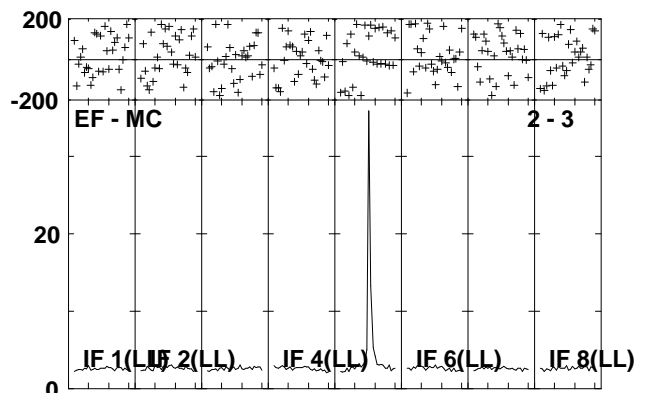 200
-200
EF - MC 2 - 3
20
IF 1(LL) IF 2(LL) IF 4(LL) IF 6(LL) IF 8(LL)
0